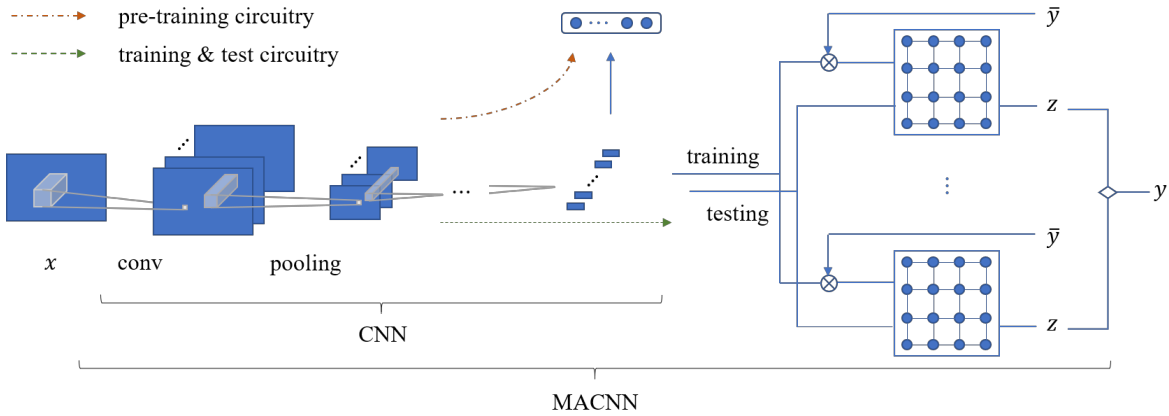 pre-training circuitry
training & test circuitry
ȳ
z
training
testing
y
ȳ
x
conv
pooling
z
CNN
MACNN